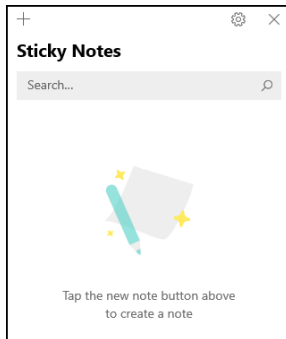 Sticky Notes
Search...
Tap the new note button above
to create a note